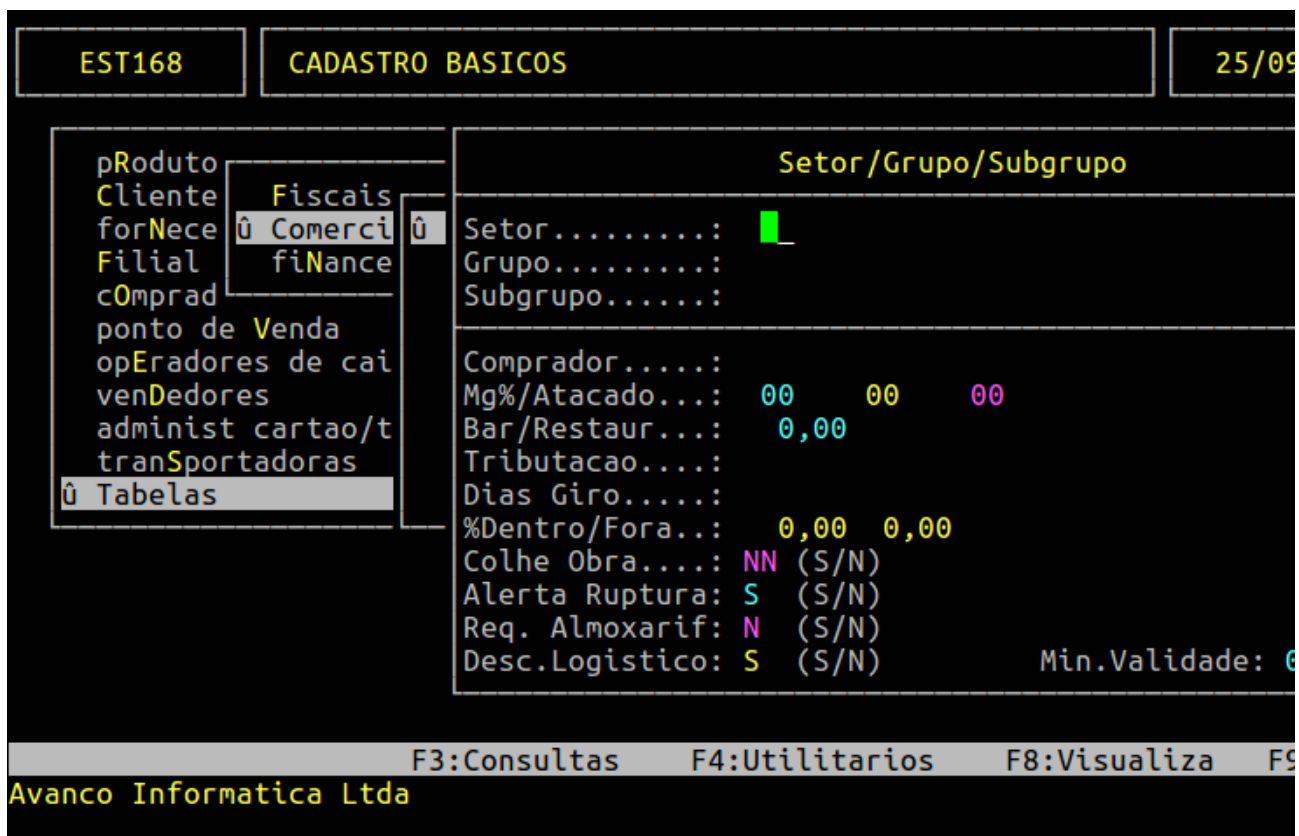 EST168 CADASTRO BASICOS 25/09
Setor/Grupo/Subgrupo
pRoduto
Cliente Fiscais
forNece û Comerci û Setor.........:
Filial fiNance Grupo.........:
cOmprad Subgrupo......:
ponto de Venda
opEradores de cai Comprador.....:
venDedores Mg%/Atacado...: 00 00 00
administ cartao/t Bar/Restaur...: 0,00
tranSportadoras Tributacao....:
û Tabelas Dias Giro.....:
%Dentro/Fora..: 0,00 0,00
Colhe Obra....: NN (S/N)
Alerta Ruptura: S (S/N)
Req. Almoxarif: N (S/N)
Desc.Logistico: S (S/N) Min.Validade: 0
F3:Consultas F4:Utilitarios F8:Visualiza F9
Avanco Informatica Ltda